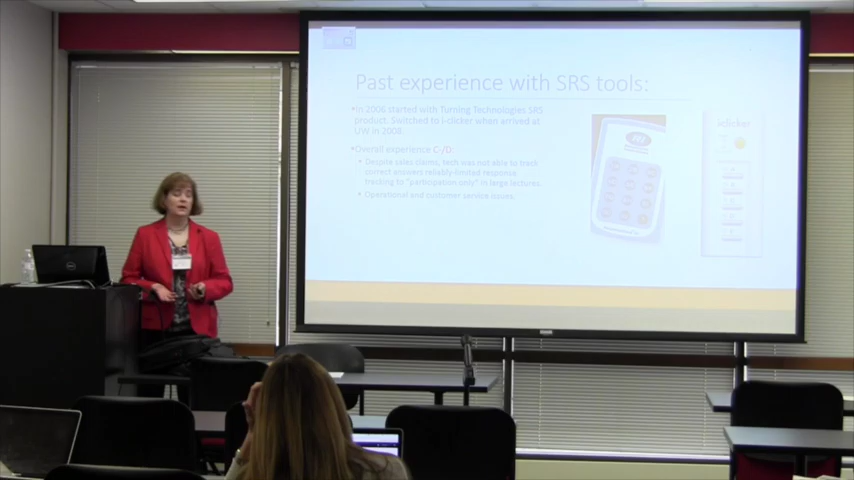 Past experience with SRS tools:
▪In 2006 started with Turning Technologies SRS
product. Switched to i-clicker when arrived at
UW in 2008.
▪Overall experience C-/D
▪ Despite sales claims, tech was not able to track
correct answers reliably limited response
tracking to "participation only" in large lectures.
▪ Operational and customer service issues.
iclicker
DELL